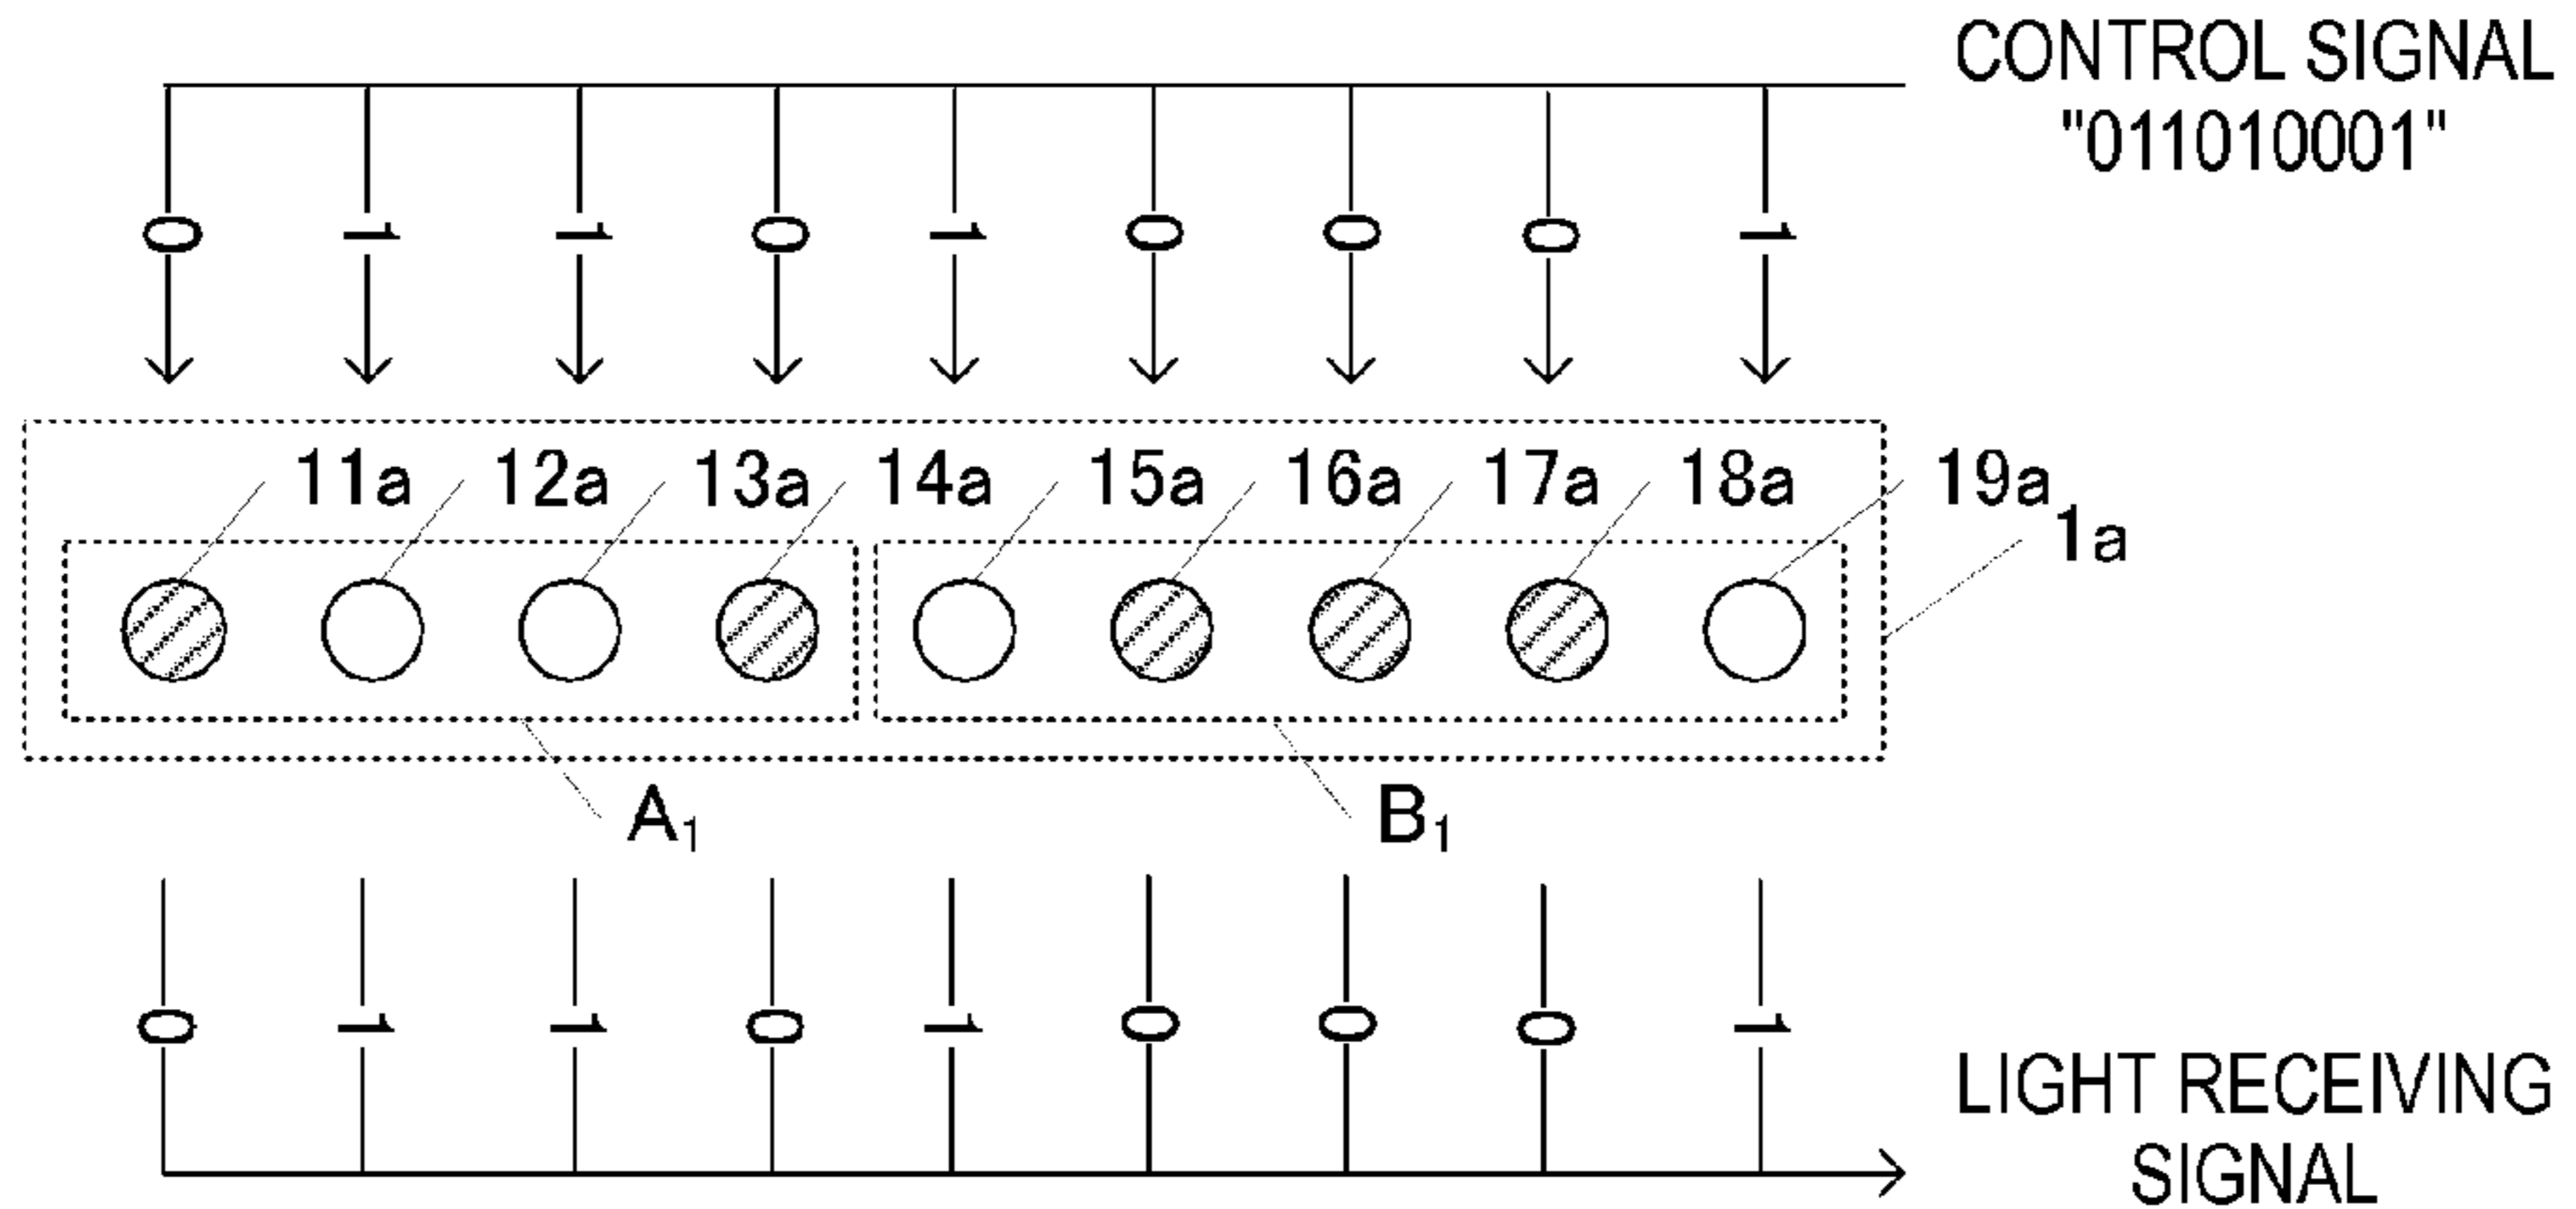 CONTROL SIGNAL
"011010001"
0 1 1 0 1 0 0 0 1
11a 12a 13a 14a 15a 16a 17a 18a 19a
1a
A1 B1
0 1 1 0 1 0 0 0 1
LIGHT RECEIVING
SIGNAL